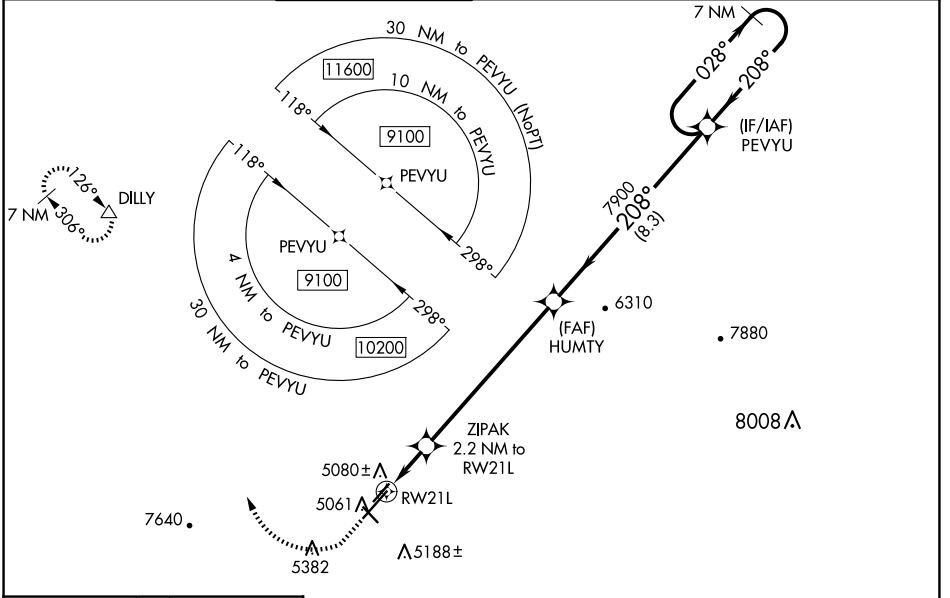 7 NM
028°
208°
(IF/IAF)
PEVYU
30 NM to PEVYU (NoPT)
11600
118°
10 NM to PEVYU
9100
PEVYU
298°
118°
PEVYU
9100
4 NM to PEVYU
298°
10200
30 NM to PEVYU
126°
DILLY
7 NM
306°
7900
208°
(8.3)
6310
(FAF)
HUMTY
7880
8008
ZIPAK
2.2 NM to
RW21L
5080±
RW21L
5061
7640
5382
5188±